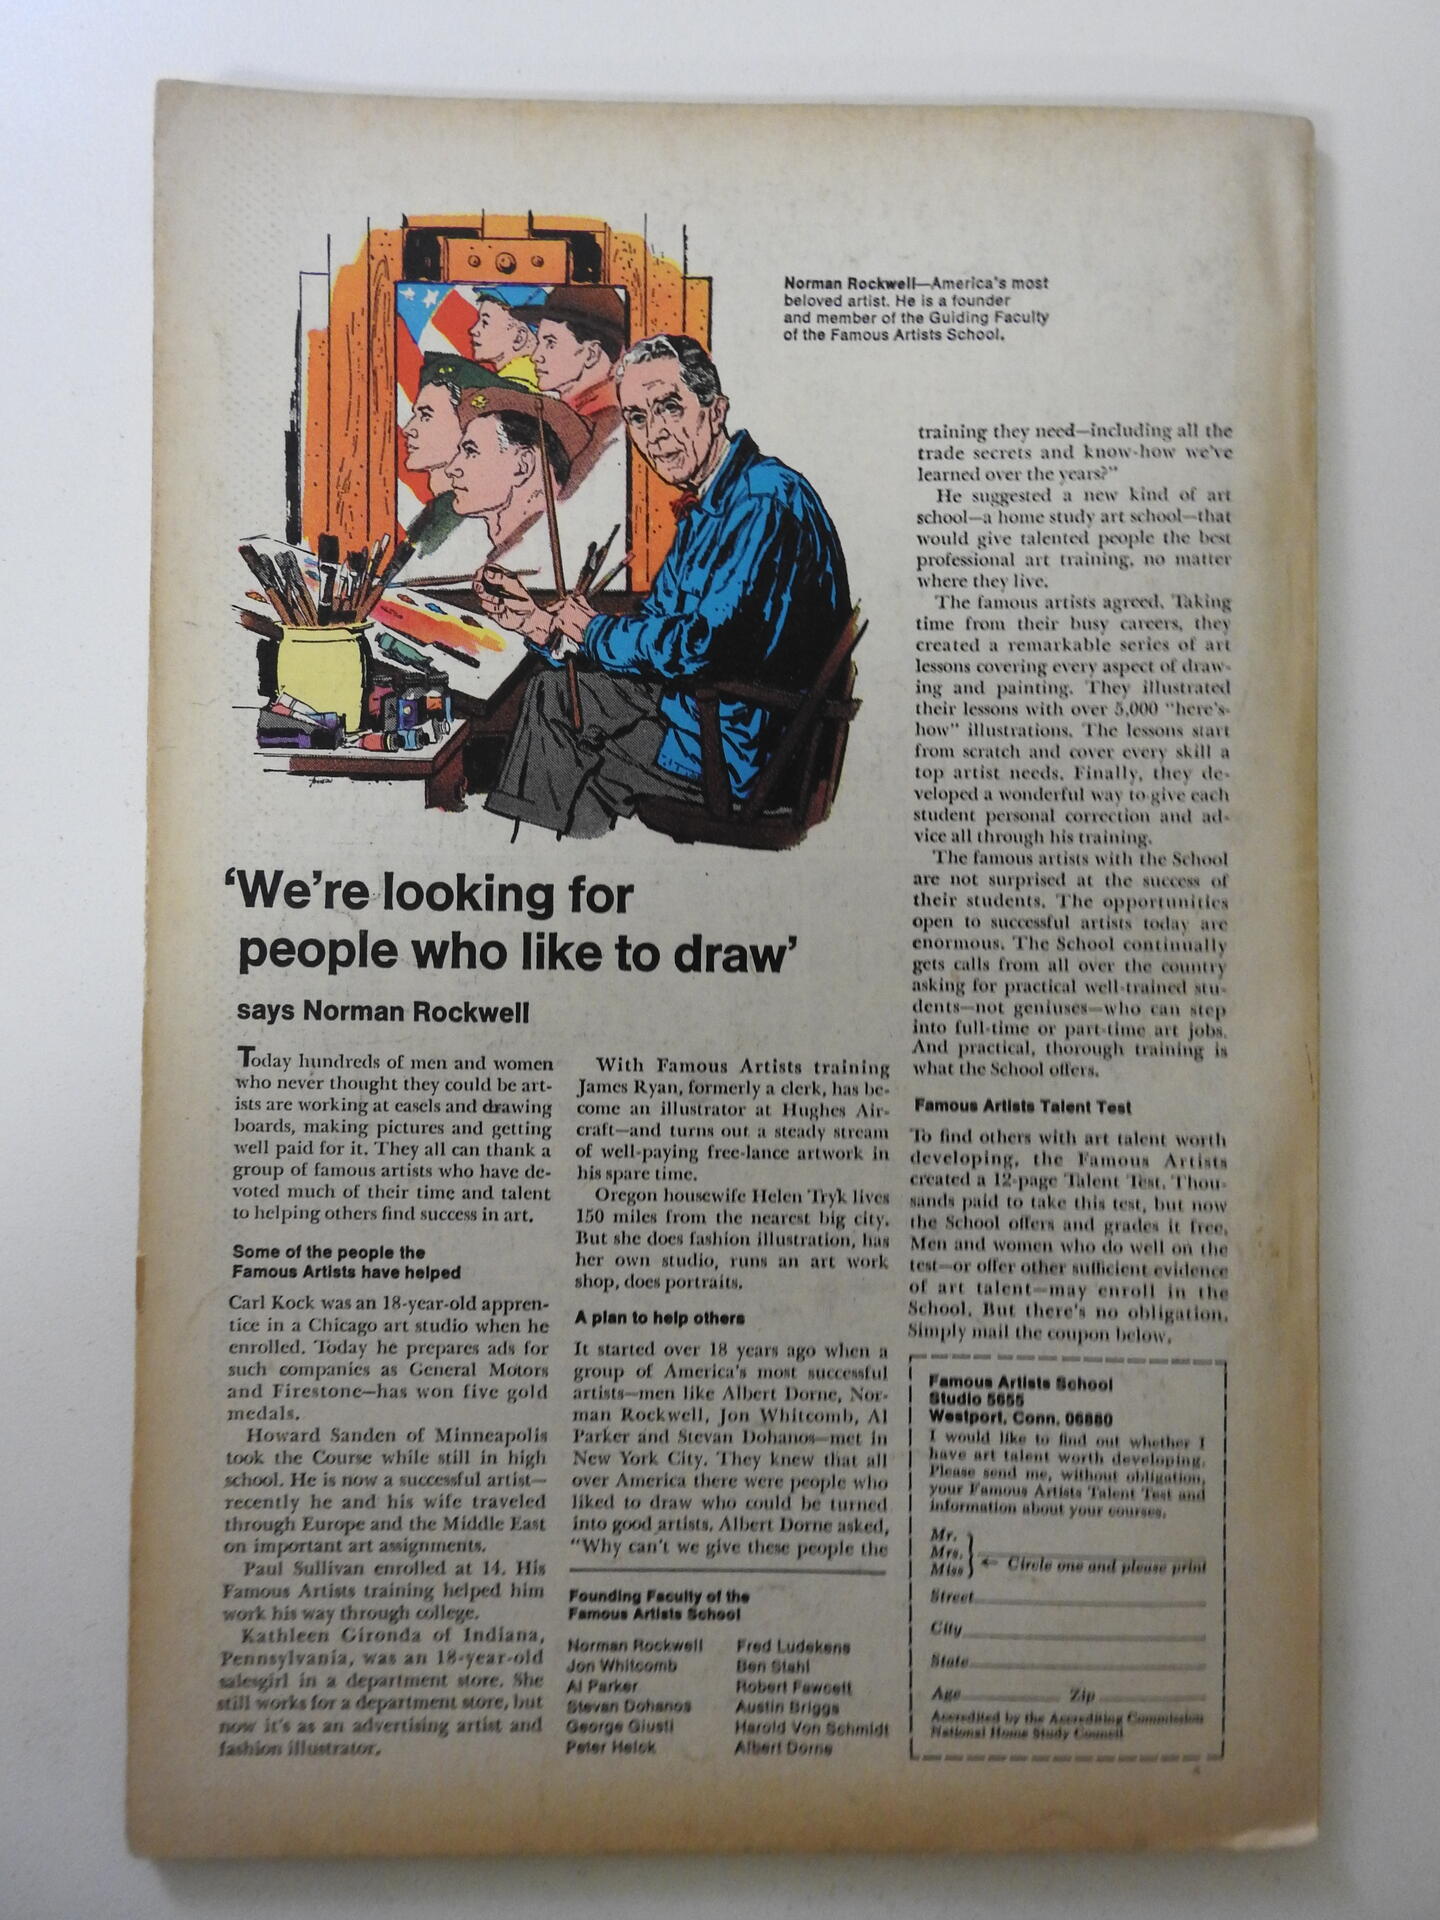 Norman Rockwell—America's most
beloved artist. He is a founder
and member of the Guiding Faculty
of the Famous Artists School.
'We're looking for
people who like to draw'
says Norman Rockwell
Today hundreds of men and women
who never thought they could be art-
ists are working at easels and drawing
boards, making pictures and getting
well paid for it. They all can thank a
group of famous artists who have de-
voted much of their time and talent
to helping others find success in art.
Some of the people the
Famous Artists have helped
Carl Kock was an 18-year-old appren-
tice in a Chicago art studio when he
enrolled. Today he prepares ads for
such companies as General Motors
and Firestone—has won five gold
medals.
Howard Sanden of Minneapolis
took the Course while still in high
school. He is now a successful artist—
recently he and his wife traveled
through Europe and the Middle East
on important art assignments.
Paul Sullivan enrolled at 14. His
Famous Artists training helped him
work his way through college.
Kathleen Gironda of Indiana,
Pennsylvania, was an 18-year-old
salesgirl in a department store. She
still works for a department store, but
now it's as an advertising artist and
fashion illustrator.
With Famous Artists training
James Ryan, formerly a clerk, has be-
come an illustrator at Hughes Air-
craft—and turns out a steady stream
of well-paying free-lance artwork in
his spare time.
Oregon housewife Helen Tryk lives
150 miles from the nearest big city.
But she does fashion illustration, has
her own studio, runs an art work
shop, does portraits.
A plan to help others
It started over 18 years ago when a
group of America's most successful
artists—men like Albert Dorne, Nor-
man Rockwell, Jon Whitcomb, Al
Parker and Stevan Dohanos—met in
New York City. They knew that all
over America there were people who
liked to draw who could be turned
into good artists. Albert Dorne asked,
"Why can't we give these people the
training they need—including all the
trade secrets and know-how we've
learned over the years?"
He suggested a new kind of art
school—a home study art school—that
would give talented people the best
professional art training, no matter
where they live.
The famous artists agreed. Taking
time from their busy careers, they
created a remarkable series of art
lessons covering every aspect of draw-
ing and painting. They illustrated
their lessons with over 5,000 "here's-
how" illustrations. The lessons start
from scratch and cover every skill a
top artist needs. Finally, they de-
veloped a wonderful way to give each
student personal correction and ad-
vice all through his training.
The famous artists with the School
are not surprised at the success of
their students. The opportunities
open to successful artists today are
enormous. The School continually
gets calls from all over the country
asking for practical well-trained stu-
dents—not geniuses—who can step
into full-time or part-time art jobs.
And practical, thorough training is
what the School offers.
Famous Artists Talent Test
To find others with art talent worth
developing, the Famous Artists
created a 12-page Talent Test. Thou-
sands paid to take this test, but now
the School offers and grades it free.
Men and women who do well on the
test—or offer other sufficient evidence
of art talent—may enroll in the
School. But there's no obligation.
Simply mail the coupon below.
Founding Faculty of the
Famous Artists School
Norman Rockwell
Jon Whitcomb
Al Parker
Stevan Dohanos
George Giusti
Peter Helck
Fred Ludekens
Ben Stahl
Robert Fawcett
Austin Briggs
Harold Von Schmidt
Albert Dorne
Famous Artists School
Studio 5655
Westport, Conn. 06880
I would like to find out whether I
have art talent worth developing.
Please send me, without obligation,
your Famous Artists Talent Test and
information about your courses.
Mr.
Mrs.
Miss
Circle one and please print
Street
City
State
Age Zip
Accredited by the Accrediting Commission
National Home Study Council